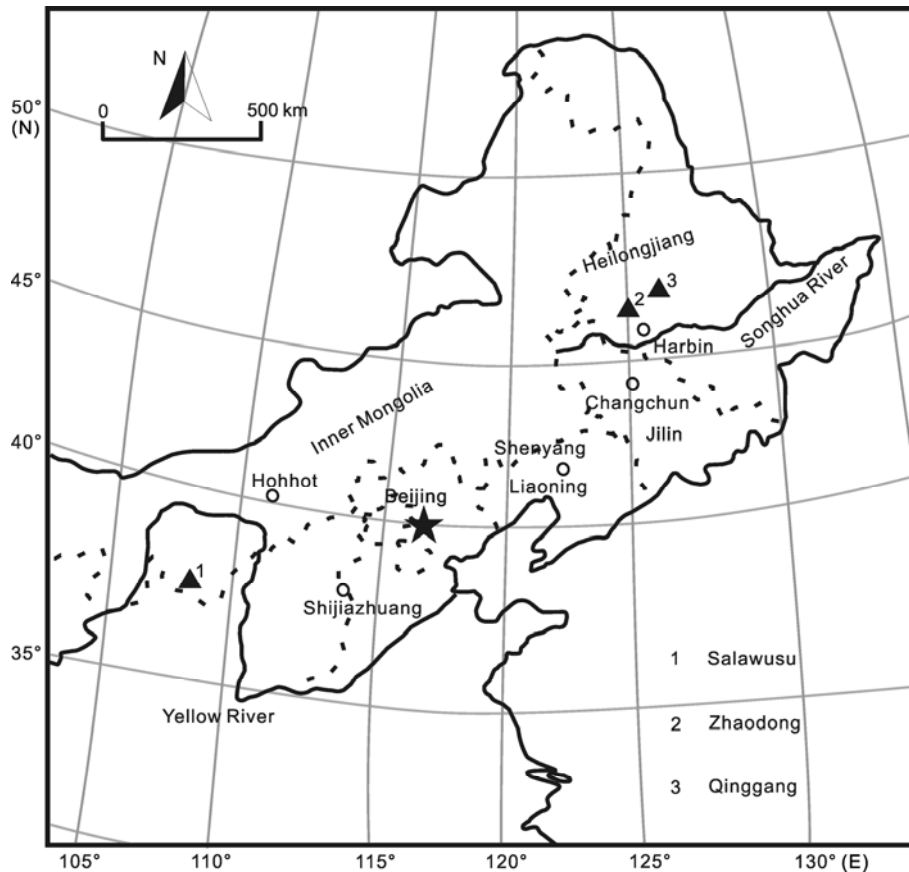 N
0 500 km
50°
(N)
45°
40°
35°
Heilongjiang
3
2
Songhua River
Harbin
Changchun
Jilin
Inner Mongolia
Shenyang
Liaoning
Hohhot
Beijing
1
Shijiazhuang
Yellow River
1 Salawusu
2 Zhaodong
3 Qinggang
105° 110° 115° 120° 125° 130° (E)